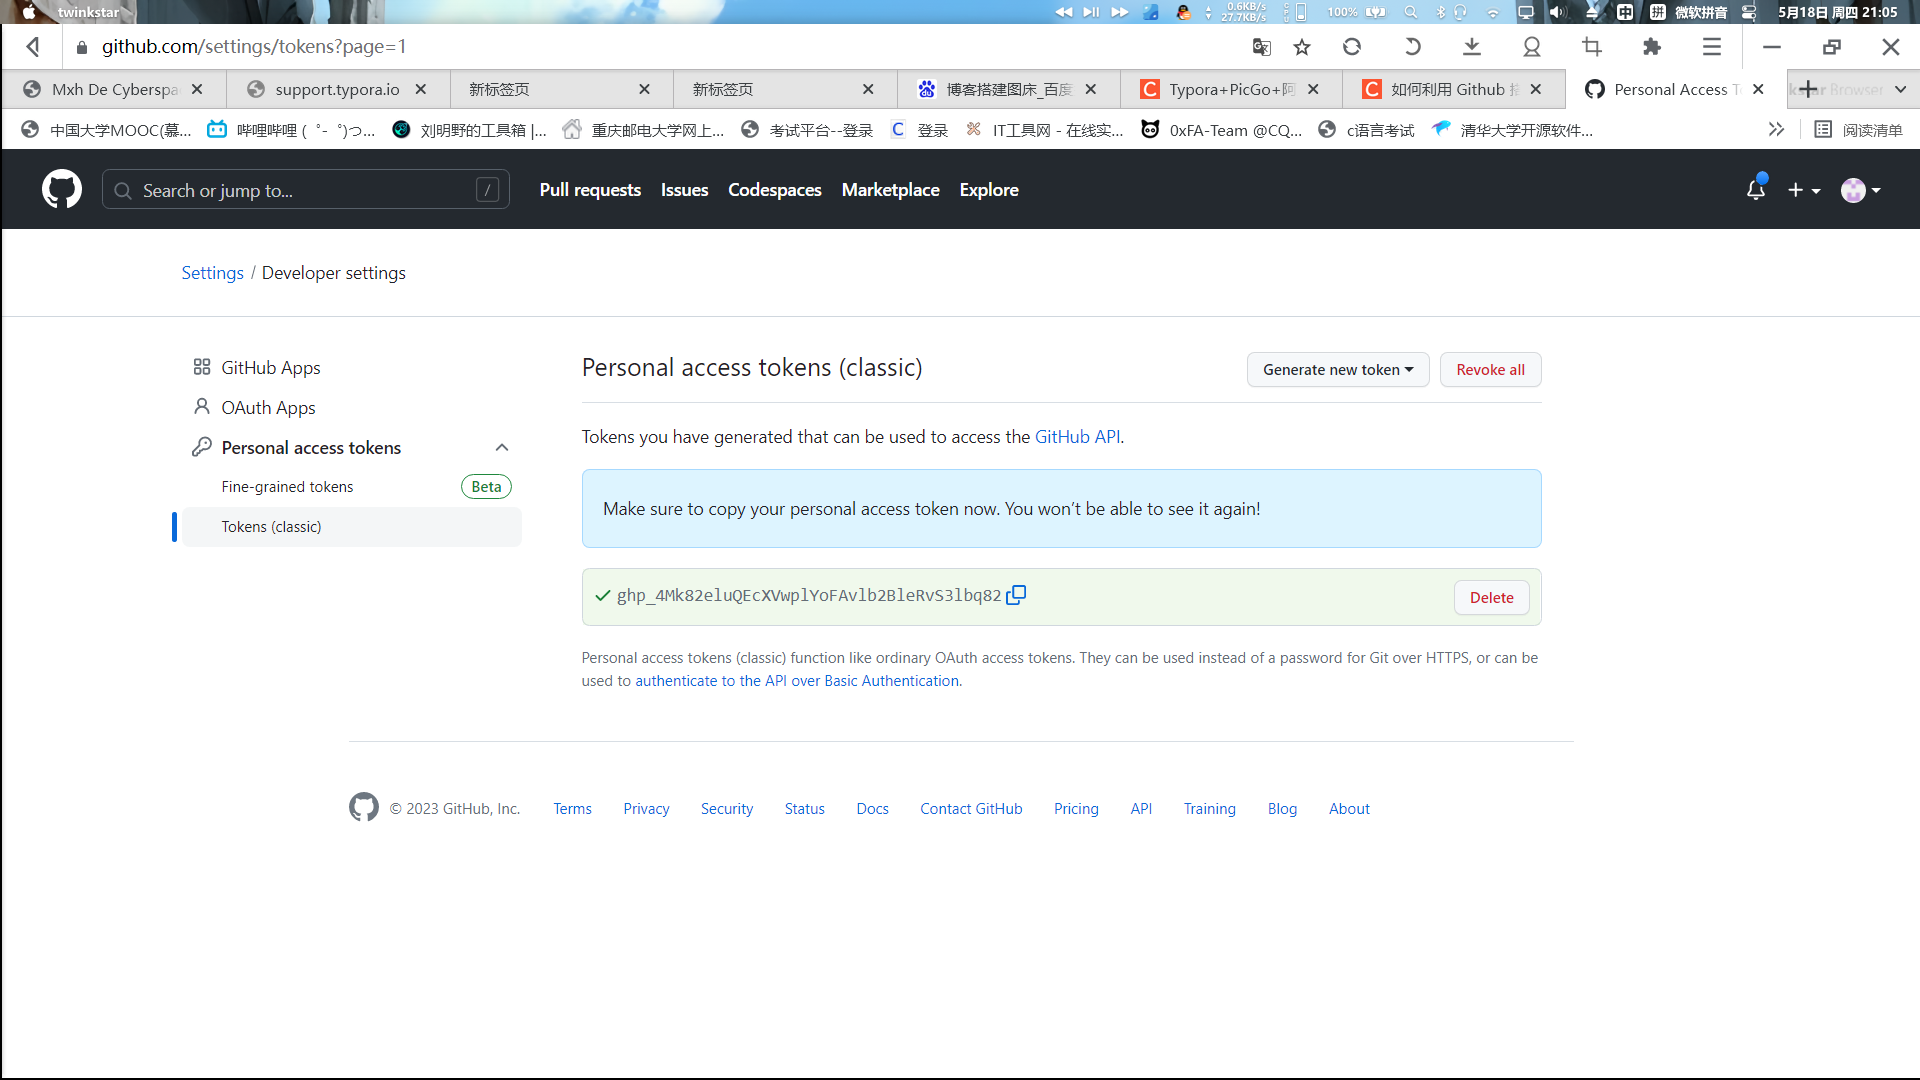 twinkstar
0.6KB/s
27.7KB/s
100%
中
拼
微软拼音
5月18日 周四 21:05
github.com/settings/tokens?page=1
Mxh De Cyberspa
support.typora.io
新标签页
新标签页
博客搭建图床_百度
Typora+PicGo+阿
如何利用 Github 搭
Personal Access T
Browser
中国大学MOOC(慕...
哔哩哔哩 ( ゜- ゜)つ...
刘明野的工具箱 |...
重庆邮电大学网上...
考试平台--登录
登录
IT工具网 - 在线实...
0xFA-Team @CQ...
c语言考试
清华大学开源软件...
阅读清单
Search or jump to...
/
Pull requests
Issues
Codespaces
Marketplace
Explore
Settings / Developer settings
GitHub Apps
OAuth Apps
Personal access tokens
Fine-grained tokens
Beta
Tokens (classic)
Personal access tokens (classic)
Generate new token
Revoke all
Tokens you have generated that can be used to access the GitHub API.
Make sure to copy your personal access token now. You won’t be able to see it again!
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
Delete
Personal access tokens (classic) function like ordinary OAuth access tokens. They can be used instead of a password for Git over HTTPS, or can be
used to authenticate to the API over Basic Authentication.
© 2023 GitHub, Inc.
Terms
Privacy
Security
Status
Docs
Contact GitHub
Pricing
API
Training
Blog
About